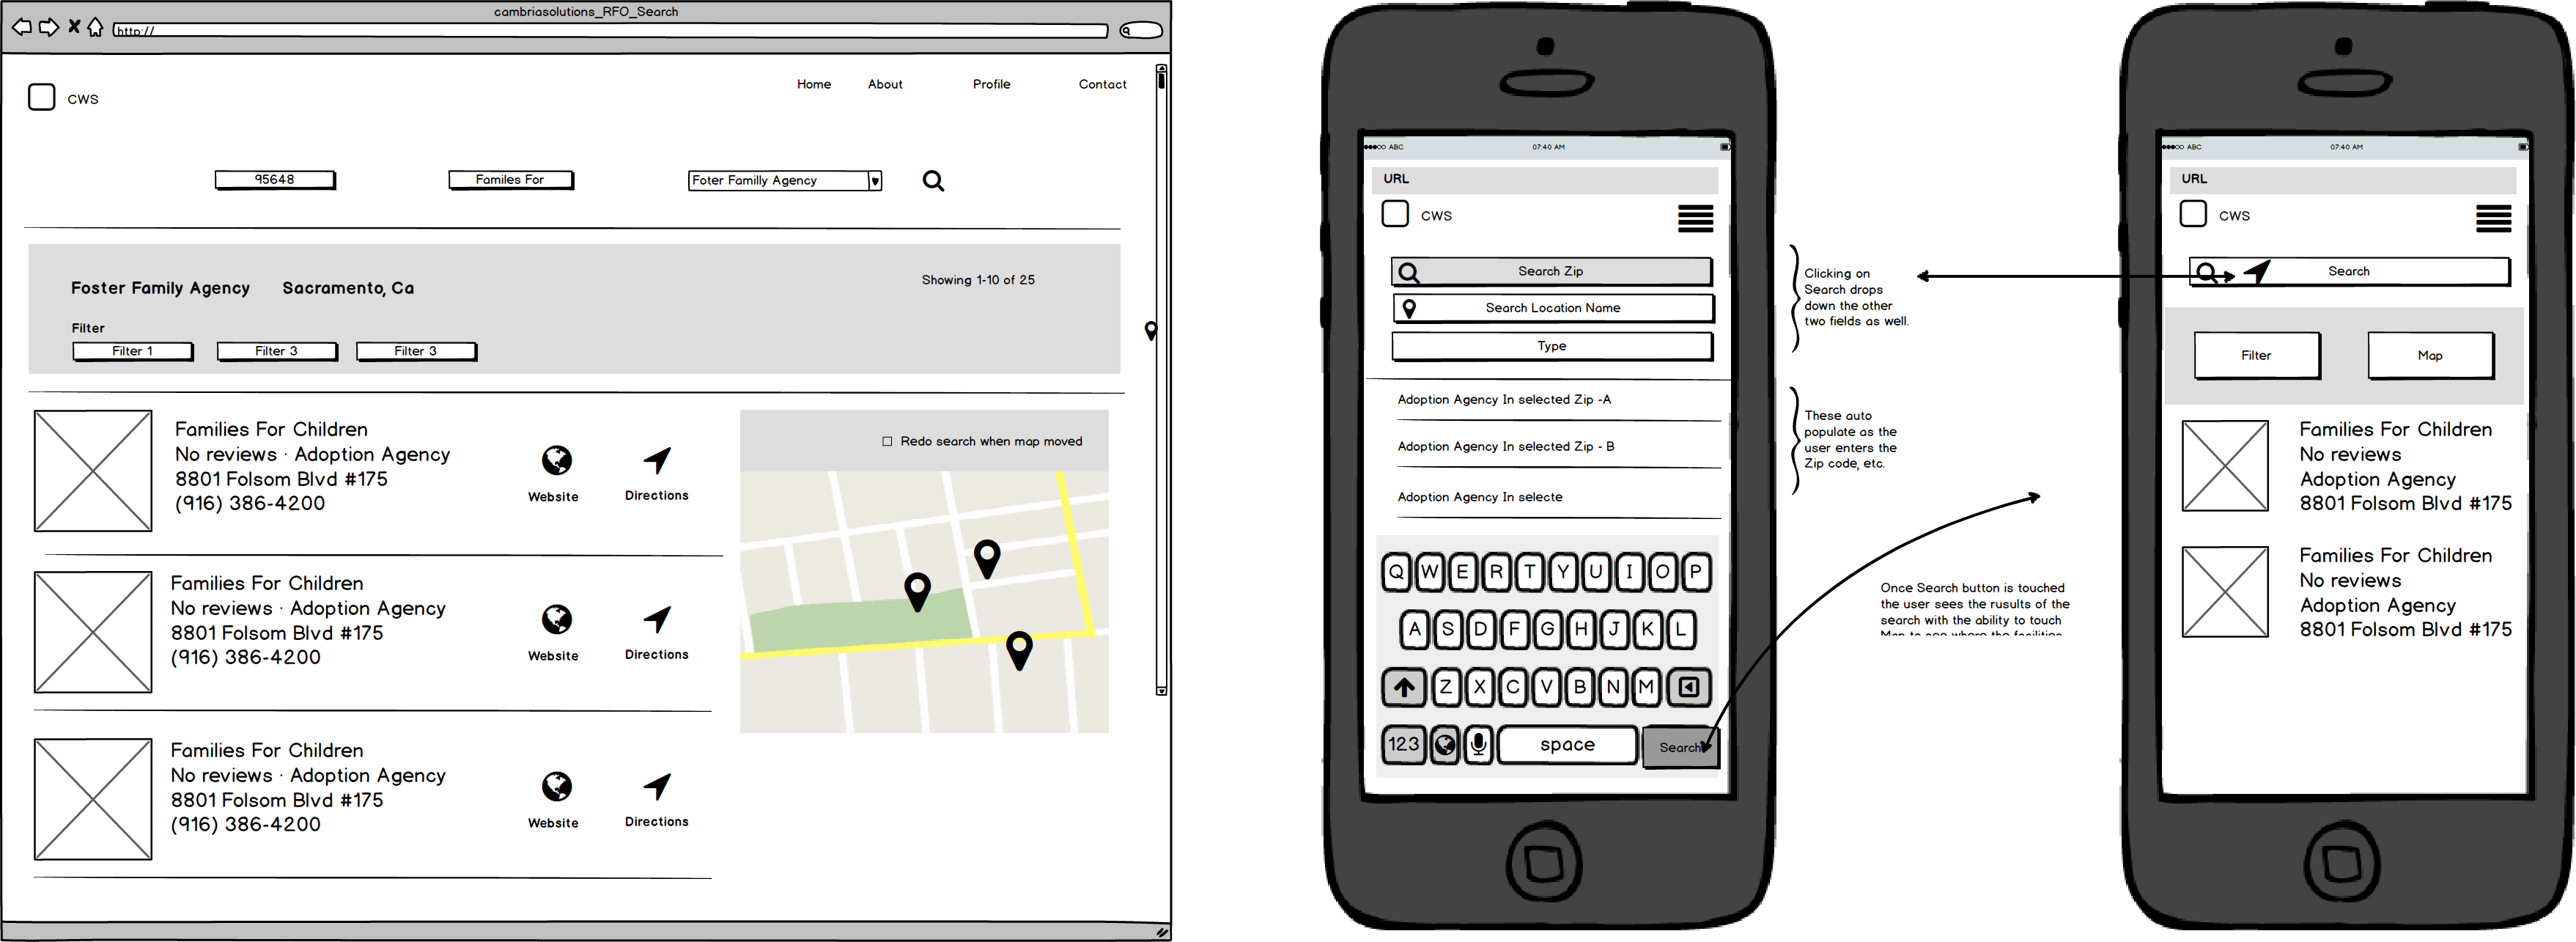 cambriasolutions_RFO_Search
http://
CWS
Home About Profile Contact
95648
Familes For
Foter Familly Agency
Foster Family Agency Sacramento, Ca
Showing 1-10 of 25
Filter
Filter 1
Filter 3
Filter 3
Families For Children
No reviews · Adoption Agency
8801 Folsom Blvd #175
(916) 386-4200
Website
Directions
Families For Children
No reviews · Adoption Agency
8801 Folsom Blvd #175
(916) 386-4200
Website
Directions
Families For Children
No reviews · Adoption Agency
8801 Folsom Blvd #175
(916) 386-4200
Website
Directions
Redo search when map moved
ABC 07:40 AM
URL
CWS
Search Zip
Search Location Name
Type
Adoption Agency In selected Zip -A
Adoption Agency In selected Zip - B
Adoption Agency In selecte
Q W E R T Y U I O P
A S D F G H J K L
Z X C V B N M
123 space Search
Clicking on
Search drops
down the other
two fields as well.
These auto
populate as the
user enters the
Zip code, etc.
Once Search button is touched
the user sees the rusults of the
search with the ability to touch
Map to see where the facilities
ABC 07:40 AM
URL
CWS
Search
Filter
Map
Families For Children
No reviews
Adoption Agency
8801 Folsom Blvd #175
Families For Children
No reviews
Adoption Agency
8801 Folsom Blvd #175